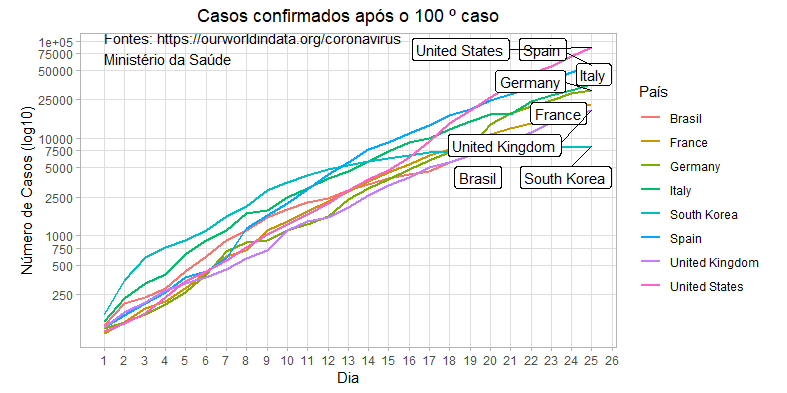 Casos confirmados após o 100 º caso
Fontes: https://ourworldindata.org/coronavirus
Ministério da Saúde
Número de Casos (log10)
1e+05
75000
50000
25000
10000
7500
5000
2500
1000
750
500
250
United States
Spain
Italy
Germany
France
United Kingdom
Brasil
South Korea
1 2 3 4 5 6 7 8 9 10 11 12 13 14 15 16 17 18 19 20 21 22 23 24 25 26
Dia
País
Brasil
France
Germany
Italy
South Korea
Spain
United Kingdom
United States